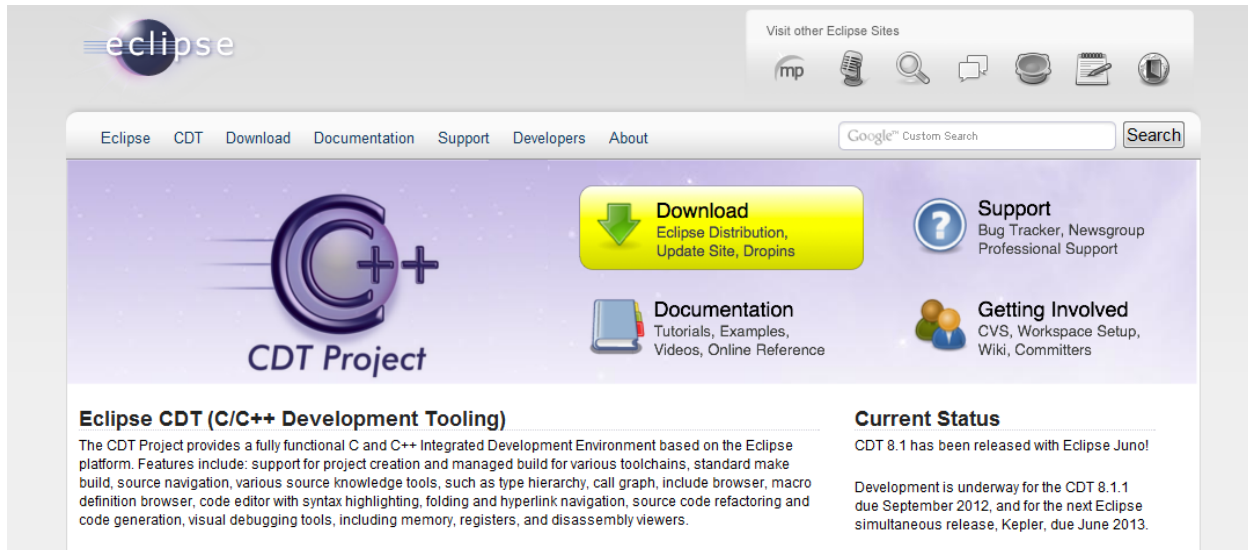 eclipse
Visit other Eclipse Sites
mp
Eclipse CDT Download Documentation Support Developers About
Google™ Custom Search
Search
C++
CDT Project
Download
Eclipse Distribution,
Update Site, Dropins
Support
Bug Tracker, Newsgroup
Professional Support
Documentation
Tutorials, Examples,
Videos, Online Reference
Getting Involved
CVS, Workspace Setup,
Wiki, Committers
Eclipse CDT (C/C++ Development Tooling)
The CDT Project provides a fully functional C and C++ Integrated Development Environment based on the Eclipse
platform. Features include: support for project creation and managed build for various toolchains, standard make
build, source navigation, various source knowledge tools, such as type hierarchy, call graph, include browser, macro
definition browser, code editor with syntax highlighting, folding and hyperlink navigation, source code refactoring and
code generation, visual debugging tools, including memory, registers, and disassembly viewers.
Current Status
CDT 8.1 has been released with Eclipse Juno!
Development is underway for the CDT 8.1.1
due September 2012, and for the next Eclipse
simultaneous release, Kepler, due June 2013.